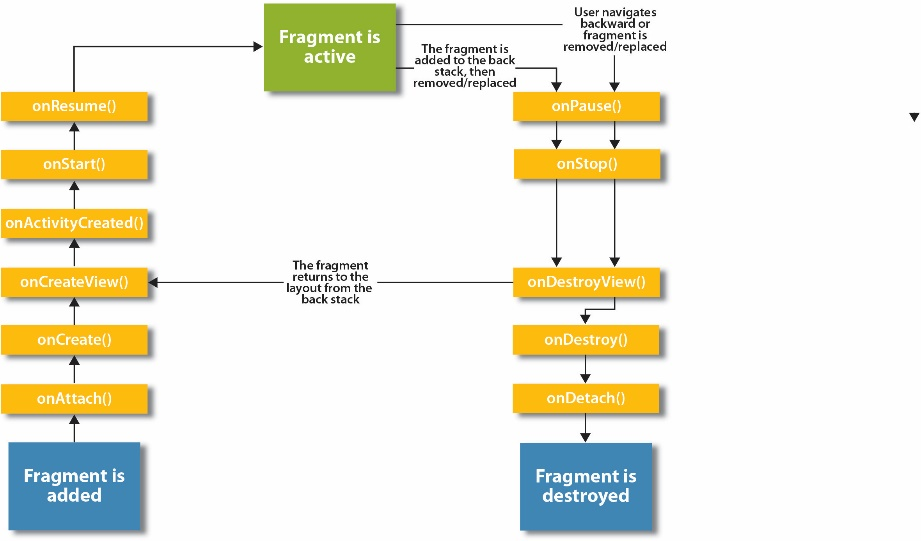 Fragment is
active
User navigates
backward or
fragment is
removed/replaced
The fragment is
added to the back
stack, then
removed/replaced
onResume()
onPause()
onStart()
onStop()
onActivityCreated()
onCreateView()
The fragment
returns to the
layout from the
back stack
onDestroyView()
onCreate()
onDestroy()
onAttach()
onDetach()
Fragment is
added
Fragment is
destroyed